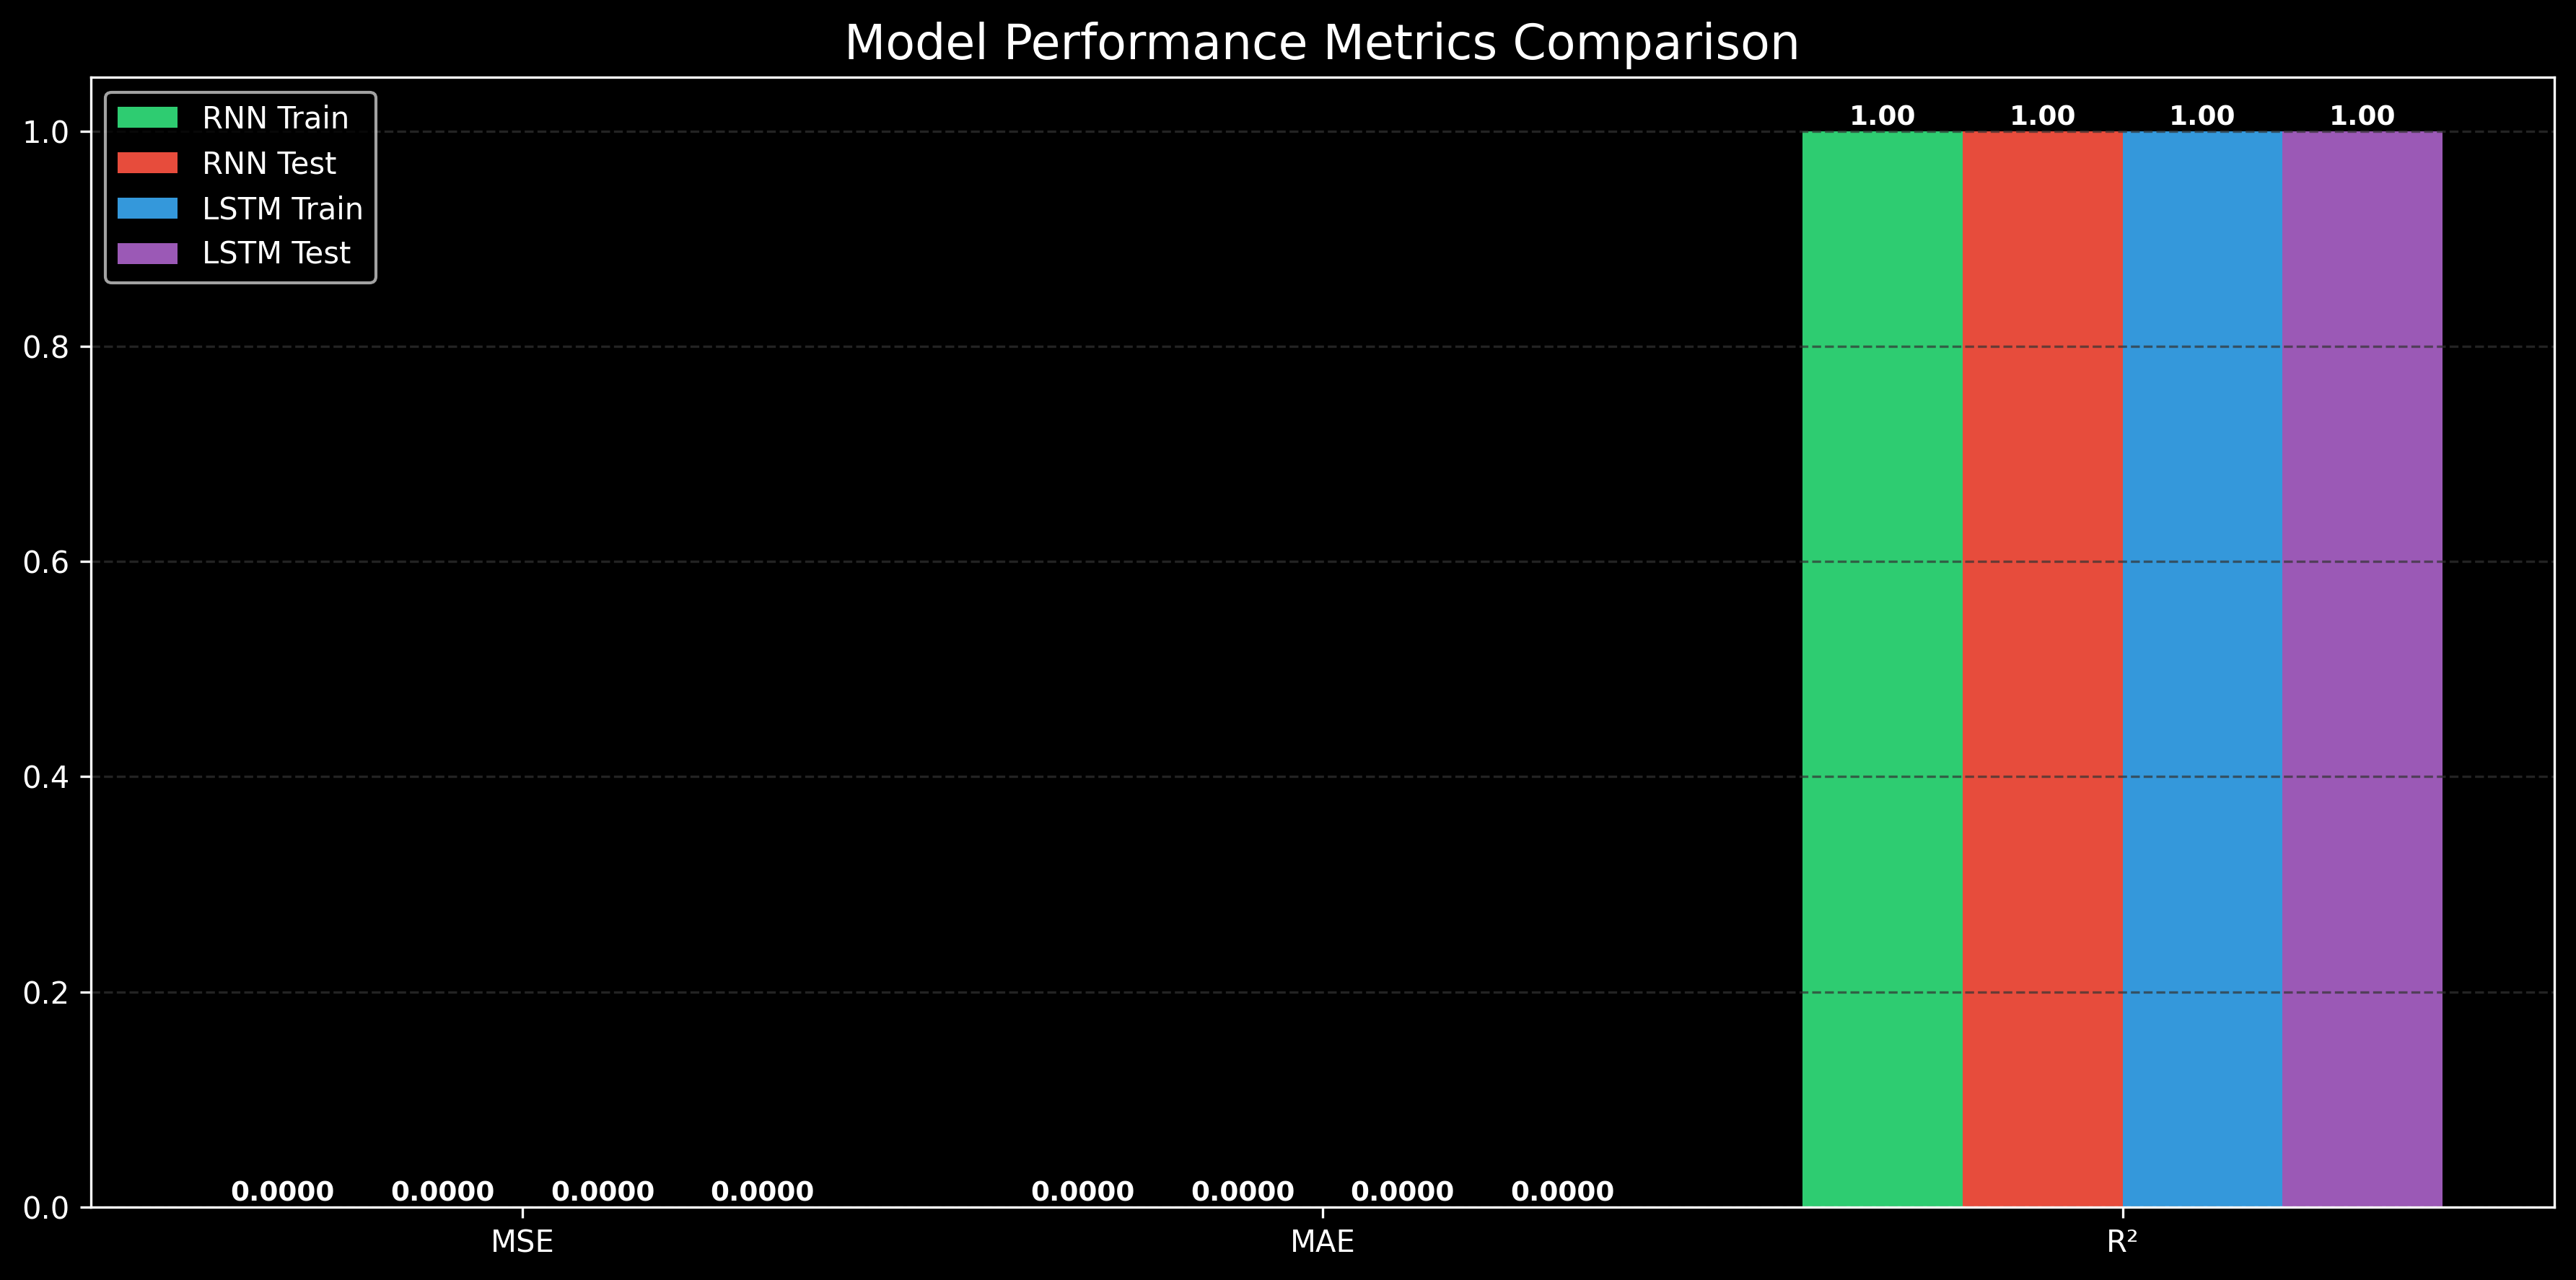 Model Performance Metrics Comparison
RNN Train
RNN Test
LSTM Train
LSTM Test
1.0
0.8
0.6
0.4
0.2
0.0
1.00 1.00 1.00 1.00
0.0000 0.0000 0.0000 0.0000 0.0000 0.0000 0.0000 0.0000
MSE MAE R²